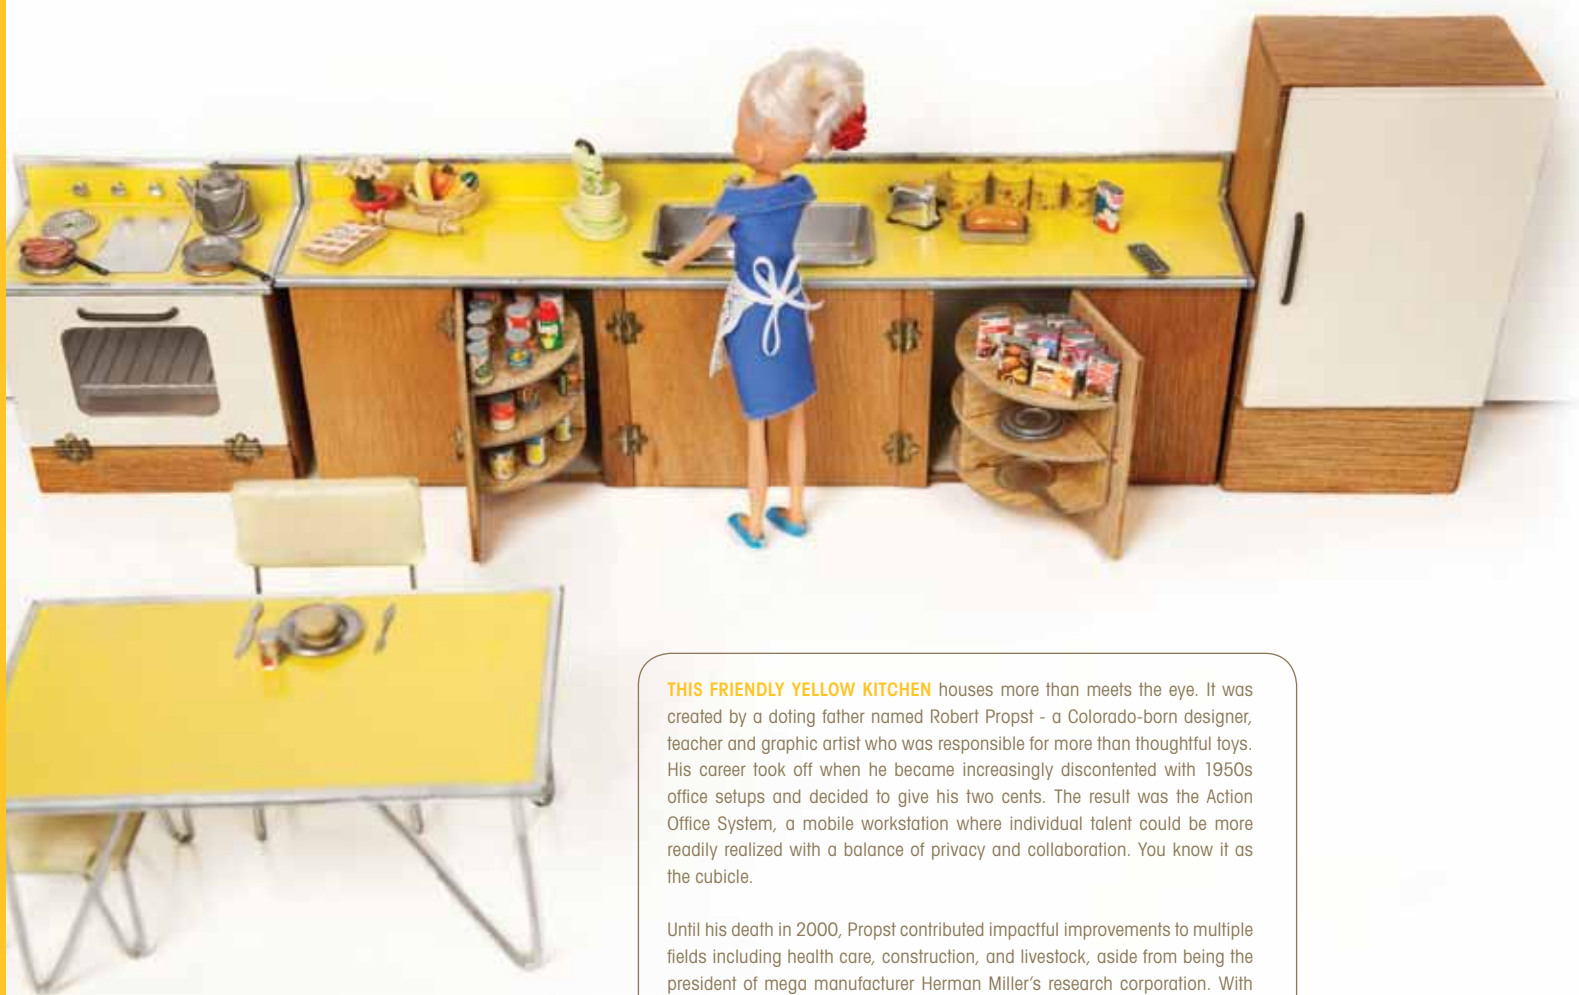 THIS FRIENDLY YELLOW KITCHEN houses more than meets the eye. It was
created by a doting father named Robert Propst - a Colorado-born designer,
teacher and graphic artist who was responsible for more than thoughtful toys.
His career took off when he became increasingly discontented with 1950s
office setups and decided to give his two cents. The result was the Action
Office System, a mobile workstation where individual talent could be more
readily realized with a balance of privacy and collaboration. You know it as
the cubicle.
Until his death in 2000, Propst contributed impactful improvements to multiple
fields including health care, construction, and livestock, aside from being the
president of mega manufacturer Herman Miller's research corporation. With